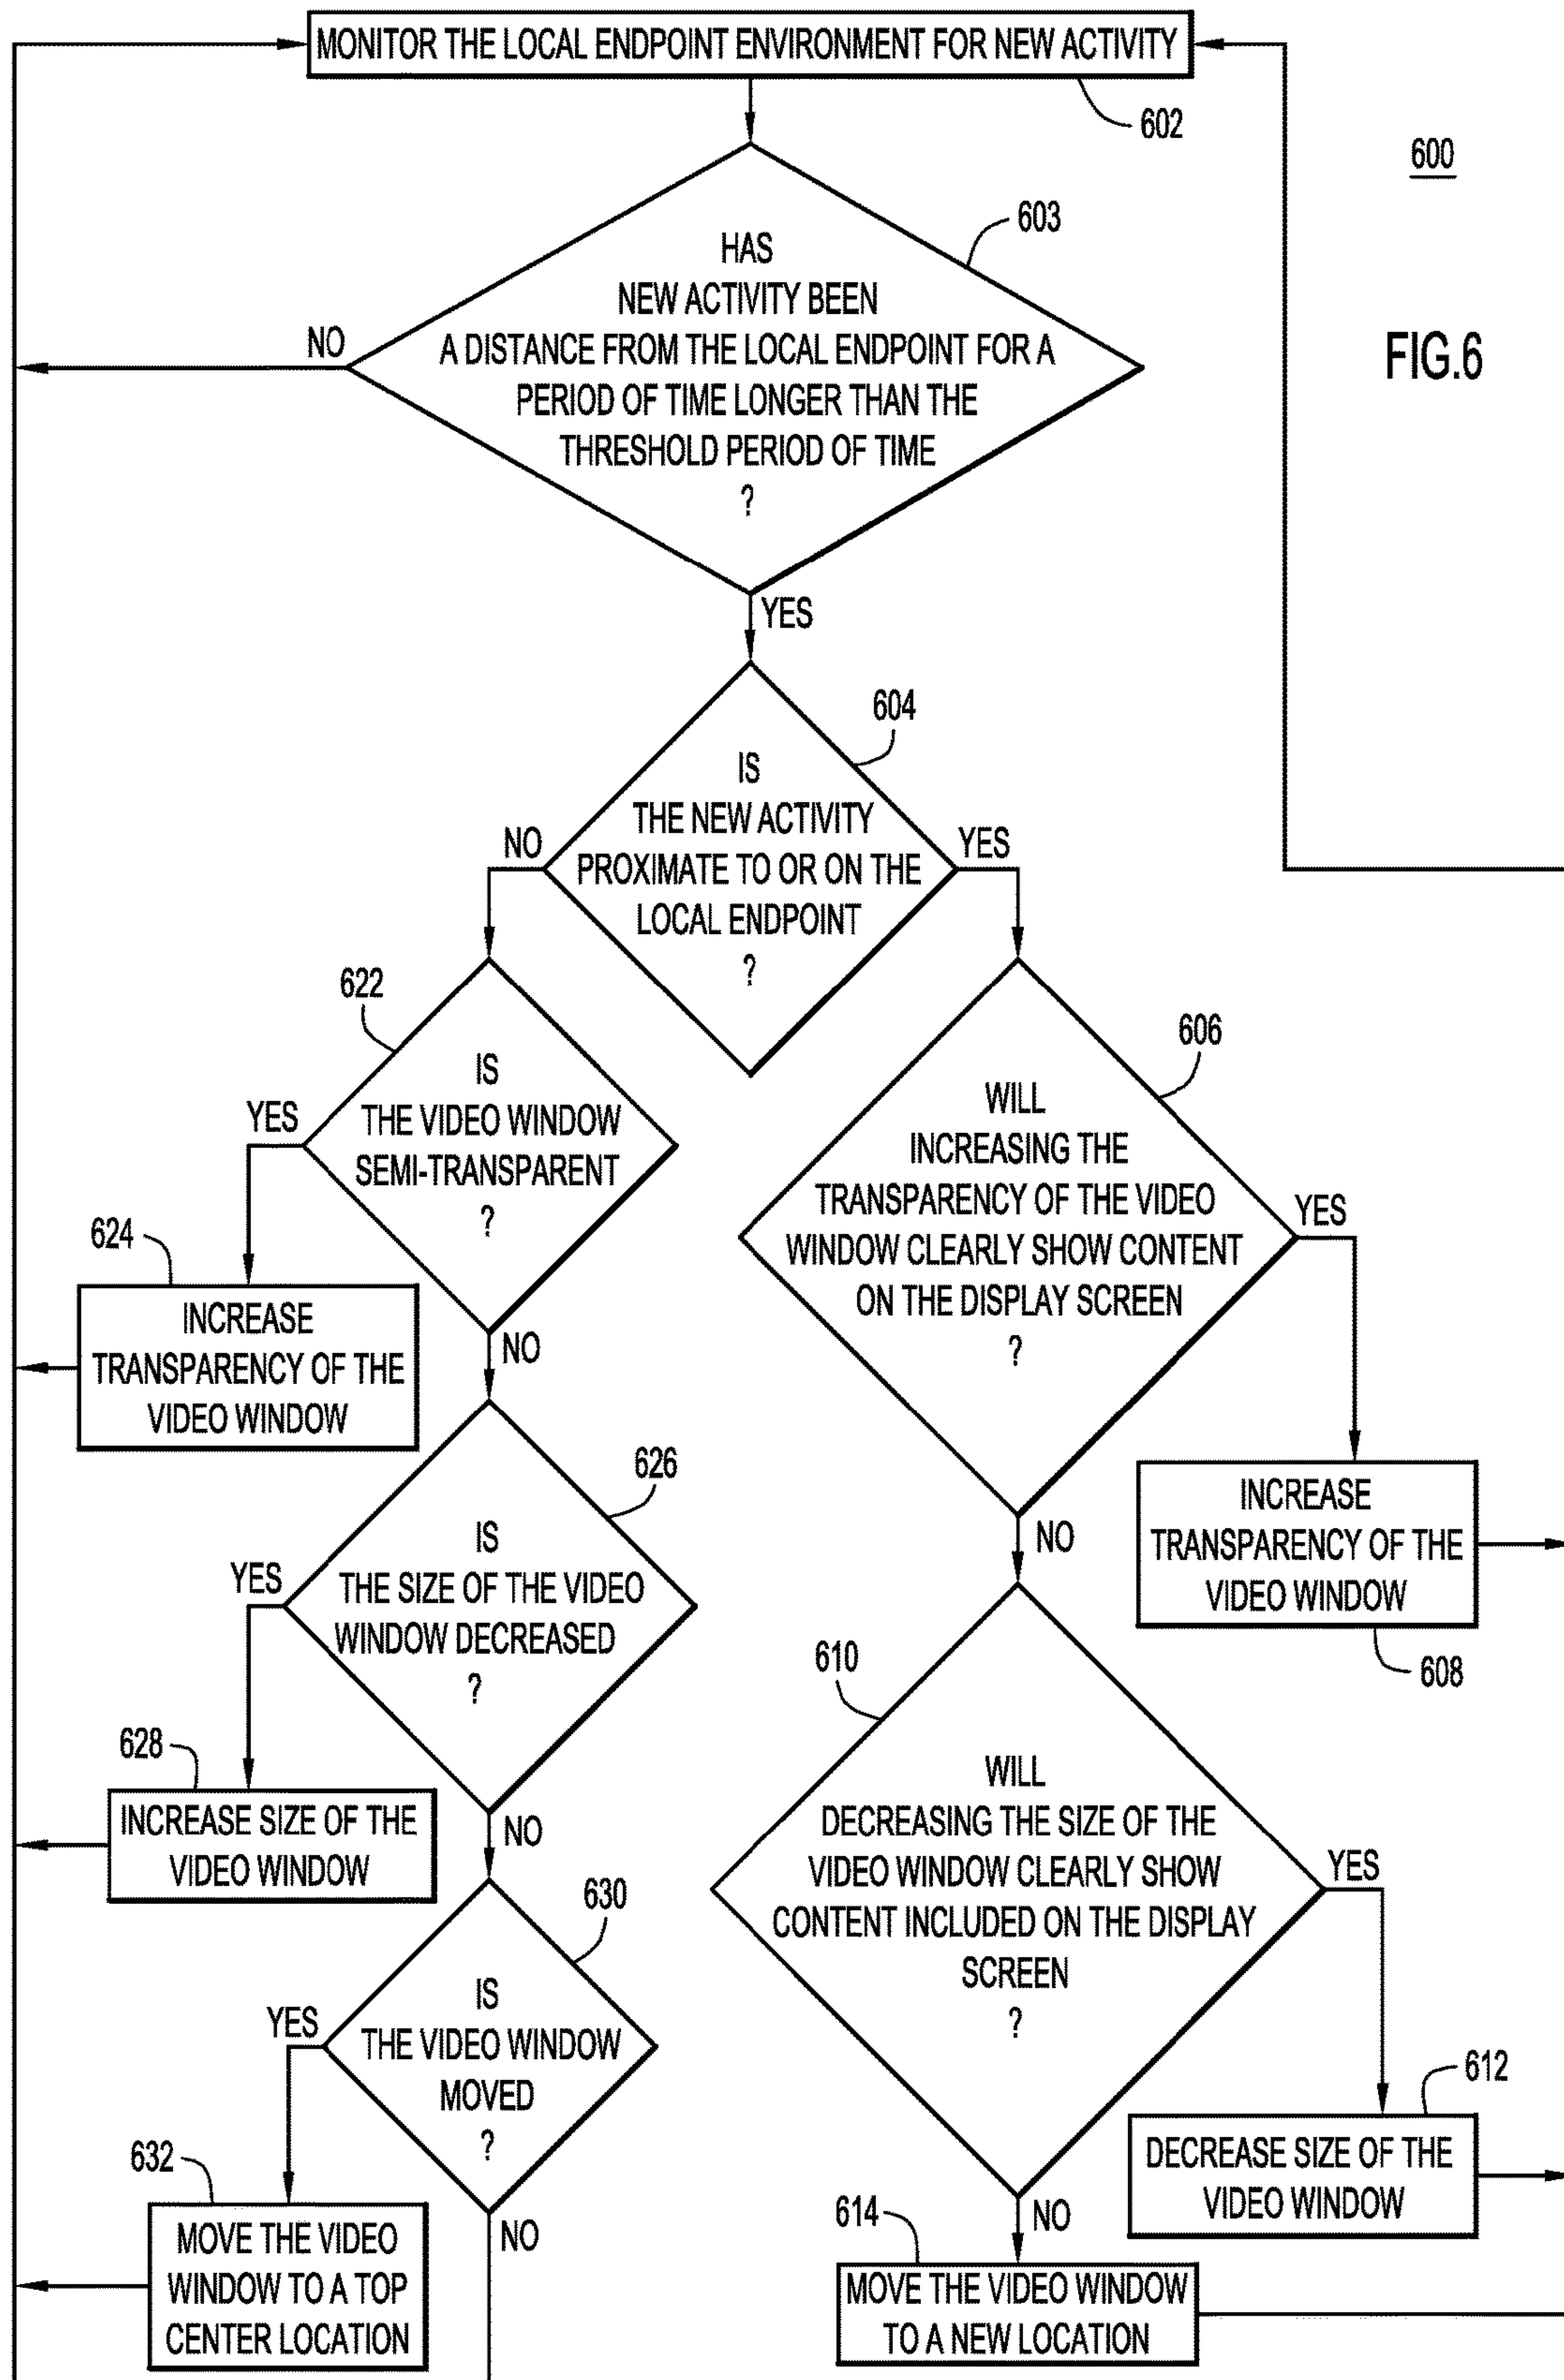 MONITOR THE LOCAL ENDPOINT ENVIRONMENT FOR NEW ACTIVITY
602
600
FIG.6
603
HAS
NEW ACTIVITY BEEN
A DISTANCE FROM THE LOCAL ENDPOINT FOR A
PERIOD OF TIME LONGER THAN THE
THRESHOLD PERIOD OF TIME
?
NO
YES
604
IS
THE NEW ACTIVITY
PROXIMATE TO OR ON THE
LOCAL ENDPOINT
?
NO
YES
622
IS
THE VIDEO WINDOW
SEMI-TRANSPARENT
?
YES
NO
624
INCREASE
TRANSPARENCY OF THE
VIDEO WINDOW
626
IS
THE SIZE OF THE VIDEO
WINDOW DECREASED
?
YES
NO
628
INCREASE SIZE OF THE
VIDEO WINDOW
630
IS
THE VIDEO WINDOW
MOVED
?
YES
NO
632
MOVE THE VIDEO
WINDOW TO A TOP
CENTER LOCATION
606
WILL
INCREASING THE
TRANSPARENCY OF THE VIDEO
WINDOW CLEARLY SHOW CONTENT
ON THE DISPLAY SCREEN
?
YES
NO
INCREASE
TRANSPARENCY OF THE
VIDEO WINDOW
608
610
WILL
DECREASING THE SIZE OF THE
VIDEO WINDOW CLEARLY SHOW
CONTENT INCLUDED ON THE DISPLAY
SCREEN
?
YES
NO
612
DECREASE SIZE OF THE
VIDEO WINDOW
614
MOVE THE VIDEO WINDOW
TO A NEW LOCATION